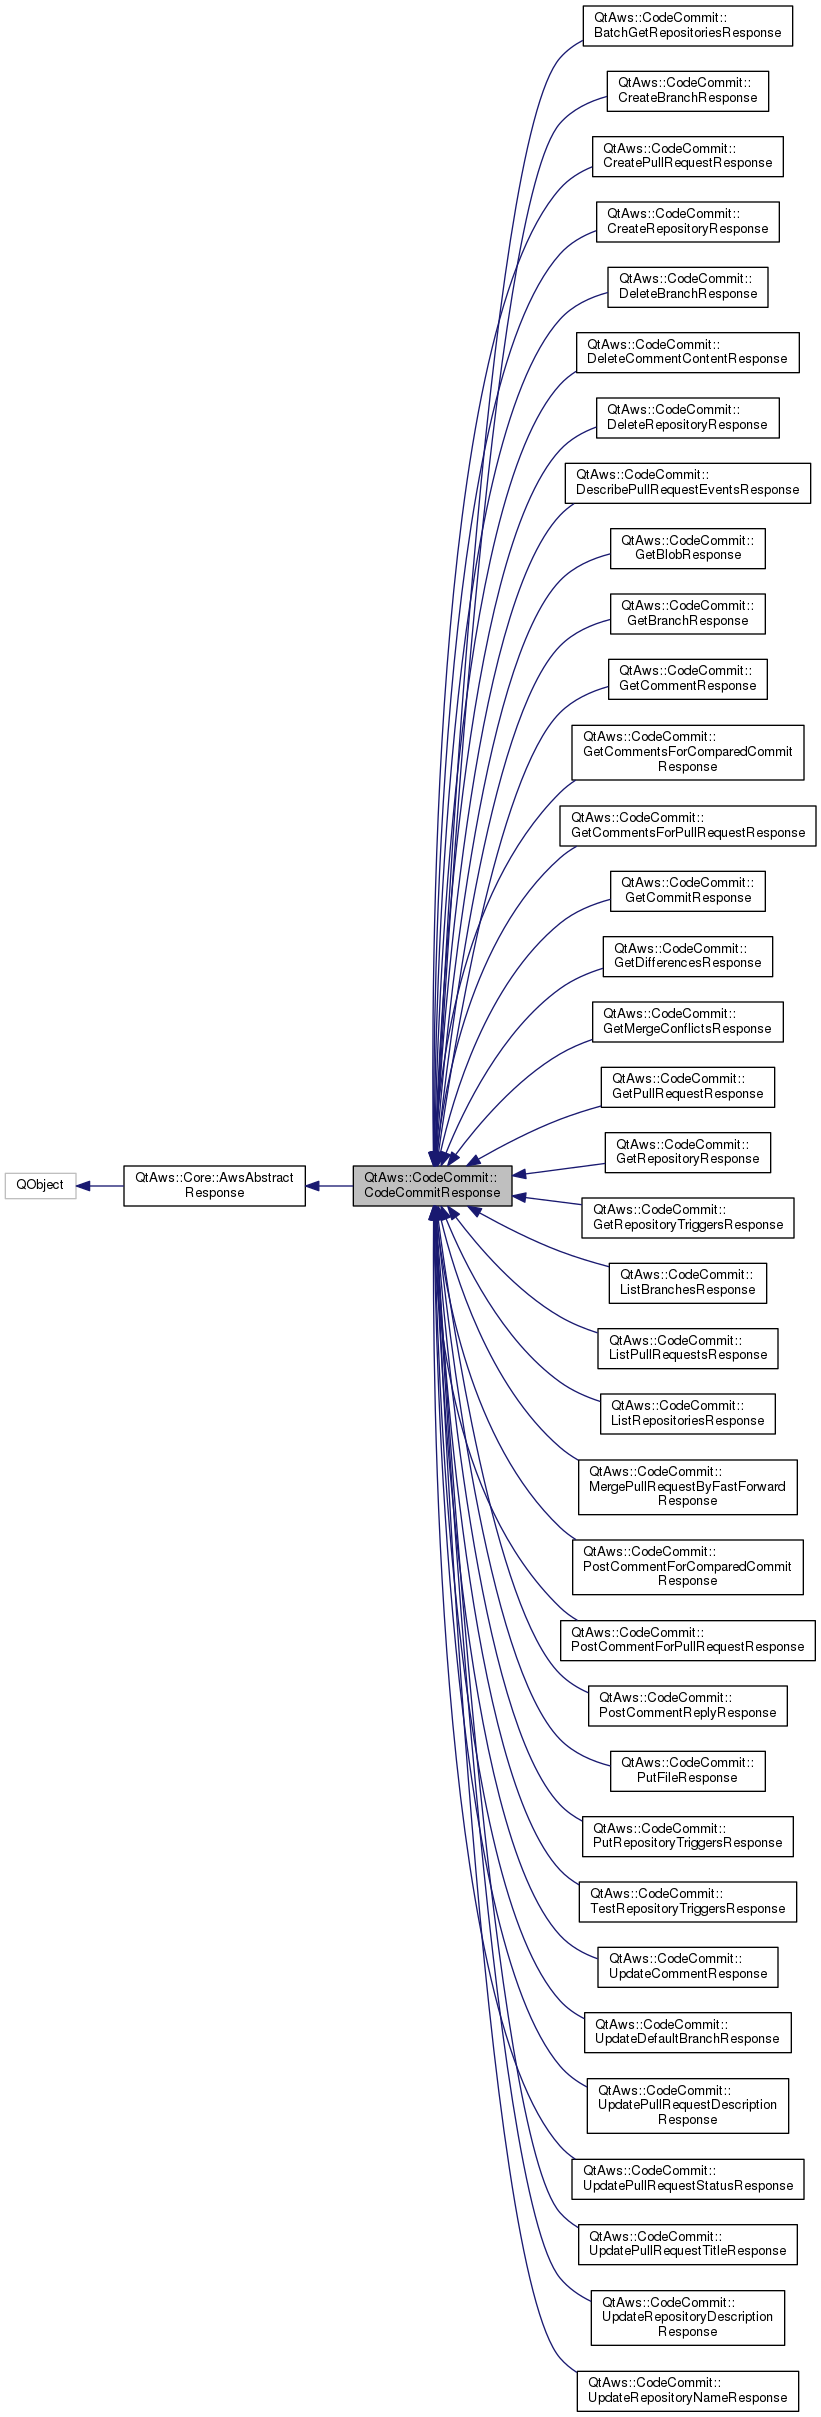 QObject
QtAws::Core::AwsAbstract
Response
QtAws::CodeCommit::
CodeCommitResponse
QtAws::CodeCommit::
BatchGetRepositoriesResponse
QtAws::CodeCommit::
CreateBranchResponse
QtAws::CodeCommit::
CreatePullRequestResponse
QtAws::CodeCommit::
CreateRepositoryResponse
QtAws::CodeCommit::
DeleteBranchResponse
QtAws::CodeCommit::
DeleteCommentContentResponse
QtAws::CodeCommit::
DeleteRepositoryResponse
QtAws::CodeCommit::
DescribePullRequestEventsResponse
QtAws::CodeCommit::
GetBlobResponse
QtAws::CodeCommit::
GetBranchResponse
QtAws::CodeCommit::
GetCommentResponse
QtAws::CodeCommit::
GetCommentsForComparedCommit
Response
QtAws::CodeCommit::
GetCommentsForPullRequestResponse
QtAws::CodeCommit::
GetCommitResponse
QtAws::CodeCommit::
GetDifferencesResponse
QtAws::CodeCommit::
GetMergeConflictsResponse
QtAws::CodeCommit::
GetPullRequestResponse
QtAws::CodeCommit::
GetRepositoryResponse
QtAws::CodeCommit::
GetRepositoryTriggersResponse
QtAws::CodeCommit::
ListBranchesResponse
QtAws::CodeCommit::
ListPullRequestsResponse
QtAws::CodeCommit::
ListRepositoriesResponse
QtAws::CodeCommit::
MergePullRequestByFastForward
Response
QtAws::CodeCommit::
PostCommentForComparedCommit
Response
QtAws::CodeCommit::
PostCommentForPullRequestResponse
QtAws::CodeCommit::
PostCommentReplyResponse
QtAws::CodeCommit::
PutFileResponse
QtAws::CodeCommit::
PutRepositoryTriggersResponse
QtAws::CodeCommit::
TestRepositoryTriggersResponse
QtAws::CodeCommit::
UpdateCommentResponse
QtAws::CodeCommit::
UpdateDefaultBranchResponse
QtAws::CodeCommit::
UpdatePullRequestDescription
Response
QtAws::CodeCommit::
UpdatePullRequestStatusResponse
QtAws::CodeCommit::
UpdatePullRequestTitleResponse
QtAws::CodeCommit::
UpdateRepositoryDescription
Response
QtAws::CodeCommit::
UpdateRepositoryNameResponse